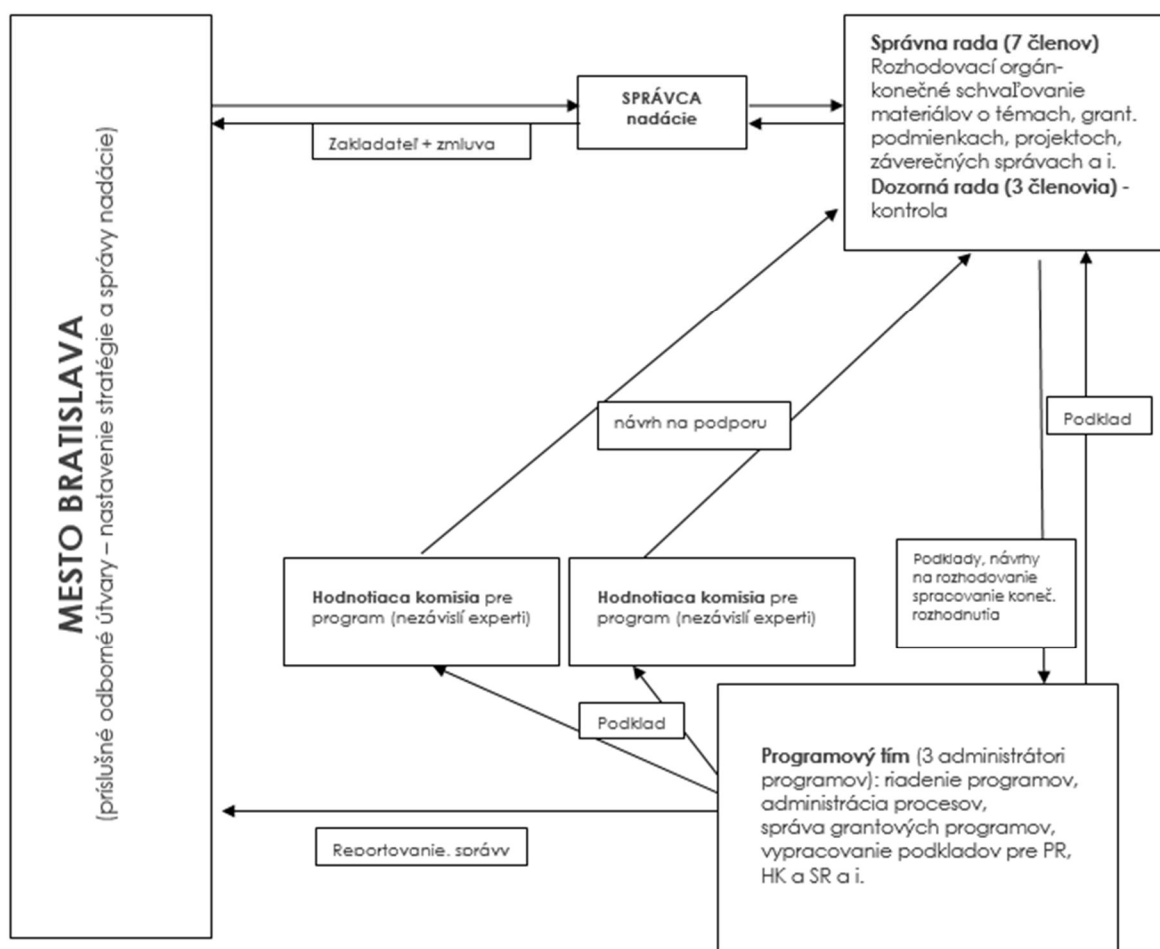 MESTO BRATISLAVA
(príslušné odborné útvary – nastavenie stratégie a správy nadácie)
Zakladateľ + zmluva
SPRÁVCA
nadácie
Správna rada (7 členov)
Rozhodovací orgán-
konečné schvaľovanie
materiálov o témach, grant.
podmienkach, projektoch,
záverečných správach a i.
Dozorná rada (3 členovia) -
kontrola
návrh na podporu
Podklad
Hodnotiaca komisia pre
program (nezávislí experti)
Hodnotiaca komisia pre
program (nezávislí experti)
Podklady, návrhy
na rozhodovanie
spracovanie koneč.
rozhodnutia
Podklad
Programový tím (3 administrátori
programov): riadenie programov,
administrácia procesov,
správa grantových programov,
vypracovanie podkladov pre PR,
HK a SR a i.
Reportovanie, správy